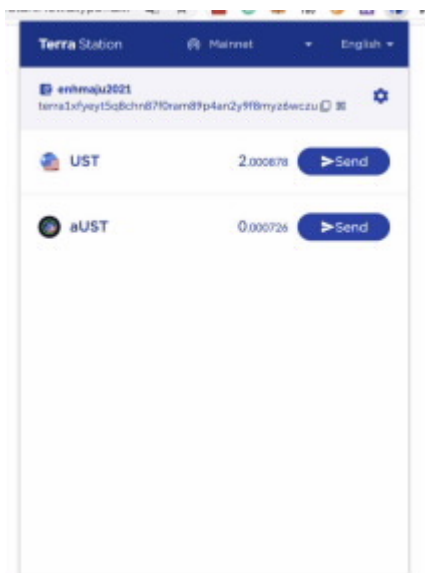 Terra Station Mainnet English
enhmaju2021
UST 2.000878 Send
aUST 0.000726 Send